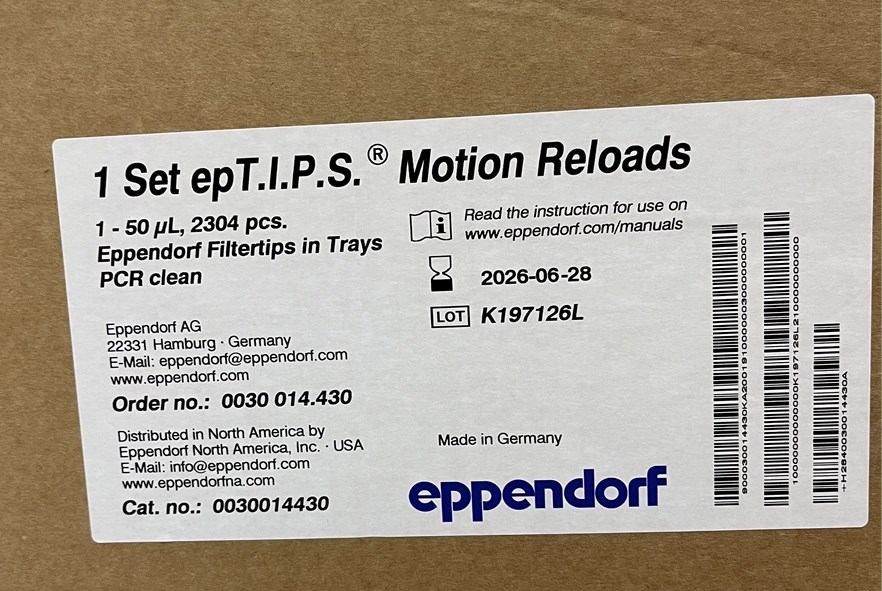 1 Set epT.I.P.S.® Motion Reloads
1 - 50 µL, 2304 pcs.
Eppendorf Filtertips in Trays
PCR clean
Read the instruction for use on
www.eppendorf.com/manuals
2026-06-28
LOT K197126L
Eppendorf AG
22331 Hamburg · Germany
E-Mail: eppendorf@eppendorf.com
www.eppendorf.com
Order no.: 0030 014.430
Distributed in North America by
Eppendorf North America, Inc. · USA
E-Mail: info@eppendorf.com
www.eppendorfna.com
Cat. no.: 0030014430
Made in Germany
eppendorf
+H2840030014430A